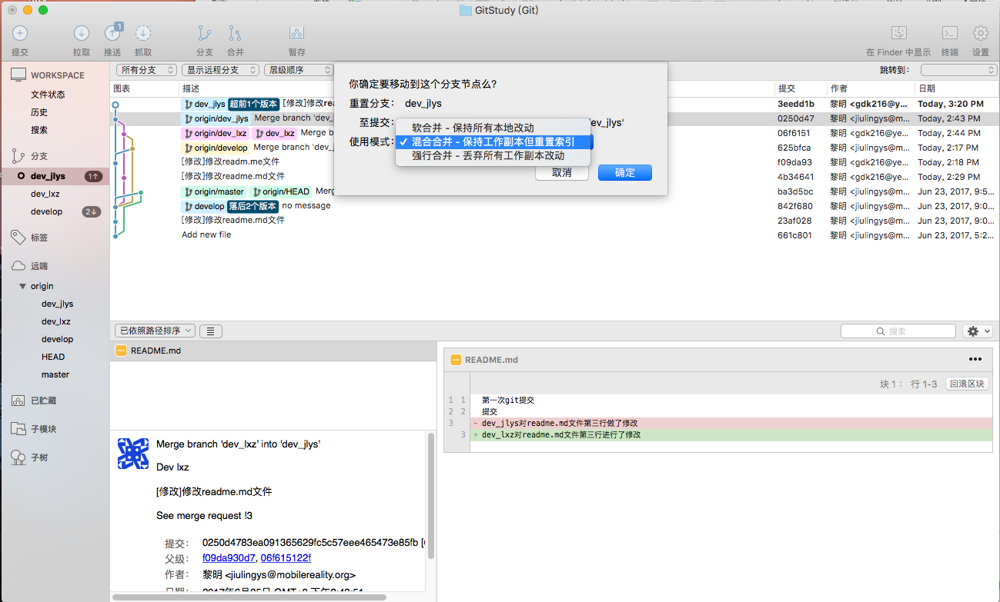 GitStudy (Git)
1
提交
拉取
推送
抓取
分支
合并
暂存
在 Finder 中显示
终端
设置
WORKSPACE
文件状态
历史
搜索
分支
dev_jlys 1↑
dev_lxz
develop 2↓
标签
远端
origin
dev_jlys
dev_lxz
develop
HEAD
master
已贮藏
子模块
子树
所有分支 显示远程分支 层级顺序 跳转到：
图表 描述 提交 作者 日期
dev_jlys 超前1个版本 [修改]修改rea 3eedd1b 黎明 <gdk216@ye... Today, 3:20 PM
origin/dev_jlys Merge branch 'dev_ 0250d47 黎明 <jiulingys@m... Today, 2:43 PM
origin/dev_lxz dev_lxz Merge b 06f6151 黎明 <gdk216@ye... Today, 2:44 PM
origin/develop Merge branch 'dev_ 625bfca 黎明 <jiulingys@m... Today, 2:17 PM
[修改]修改readm.me文件 f09da93 黎明 <gdk216@ye... Today, 2:18 PM
[修改]修改readme.md文件 4b34641 黎明 <gdk216@ye... Today, 2:29 PM
origin/master origin/HEAD Merg ba3d5bc 黎明 <jiulingys@m... Jun 23, 2017, 9:5...
develop 落后2个版本 no message 842f680 黎明 <jiulingys@m... Jun 23, 2017, 9:0...
[修改]修改readme.md文件 23af028 黎明 <jiulingys@m... Jun 23, 2017, 9:0...
Add new file 661c801 黎明 <jiulingys@m... Jun 23, 2017, 5:2...
你确定要移动到这个分支节点么?
重置分支： dev_jlys
至提交： dev_jlys'
使用模式：
软合并 - 保持所有本地改动
✓ 混合合并 - 保持工作副本但重置索引
强行合并 - 丢弃所有工作副本改动
取消 确定
已依照路径排序 搜索
README.md
Merge branch 'dev_lxz' into 'dev_jlys'
Dev lxz
[修改]修改readme.md文件
See merge request !3
提交： 0250d4783ea091365629fc5c57eee465473e85fb [
父级： f09da930d7, 06f615122f
作者： 黎明 <jiulingys@mobilereality.org>
README.md •••
块 1： 行 1-3 回滚区块
1 1 第一次git提交
2 2 提交
3 - dev_jlys对readme.md文件第三行做了修改
3 + dev_lxz对readme.md文件第三行进行了修改